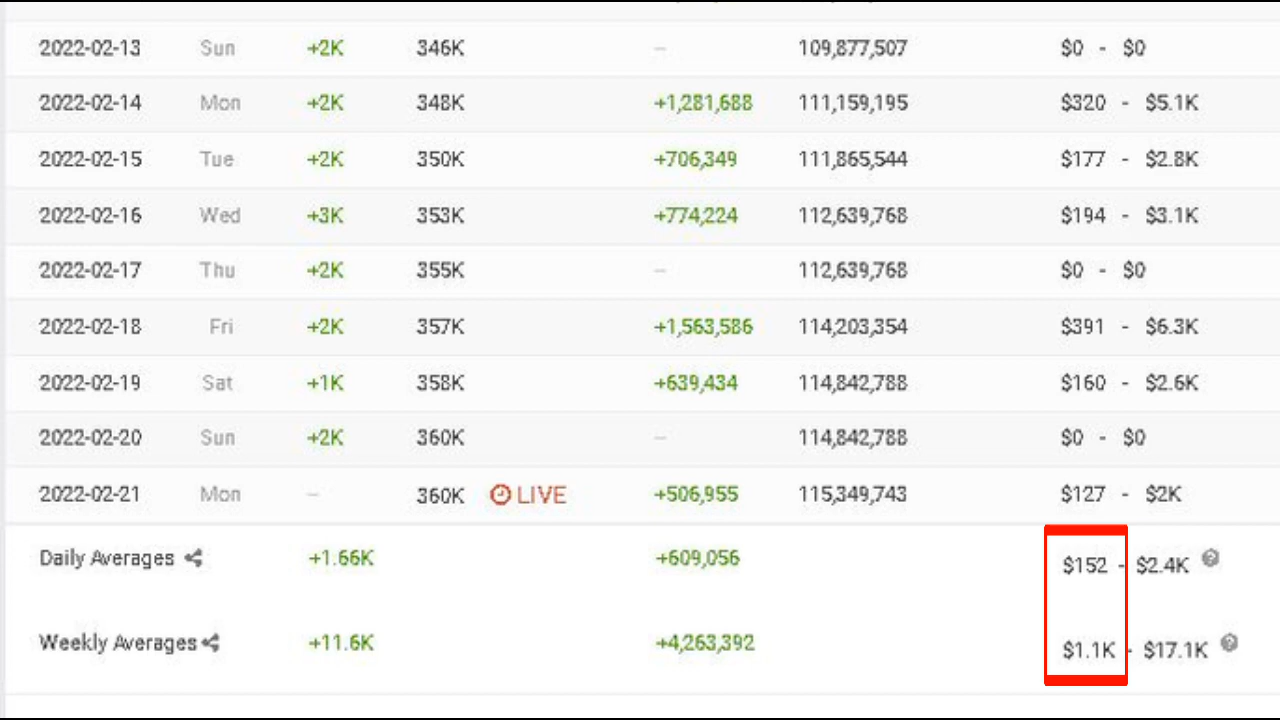 2022-02-13 Sun +2K 346K – 109,877,507 $0 - $0
2022-02-14 Mon +2K 348K +1,281,688 111,159,195 $320 - $5.1K
2022-02-15 Tue +2K 350K +706,349 111,865,544 $177 - $2.8K
2022-02-16 Wed +3K 353K +774,224 112,639,768 $194 - $3.1K
2022-02-17 Thu +2K 355K – 112,639,768 $0 - $0
2022-02-18 Fri +2K 357K +1,563,586 114,203,354 $391 - $6.3K
2022-02-19 Sat +1K 358K +639,434 114,842,788 $160 - $2.6K
2022-02-20 Sun +2K 360K – 114,842,788 $0 - $0
2022-02-21 Mon – 360K LIVE +506,955 115,349,743 $127 - $2K
Daily Averages +1.66K +609,056 $152 - $2.4K
Weekly Averages +11.6K +4,263,392 $1.1K - $17.1K